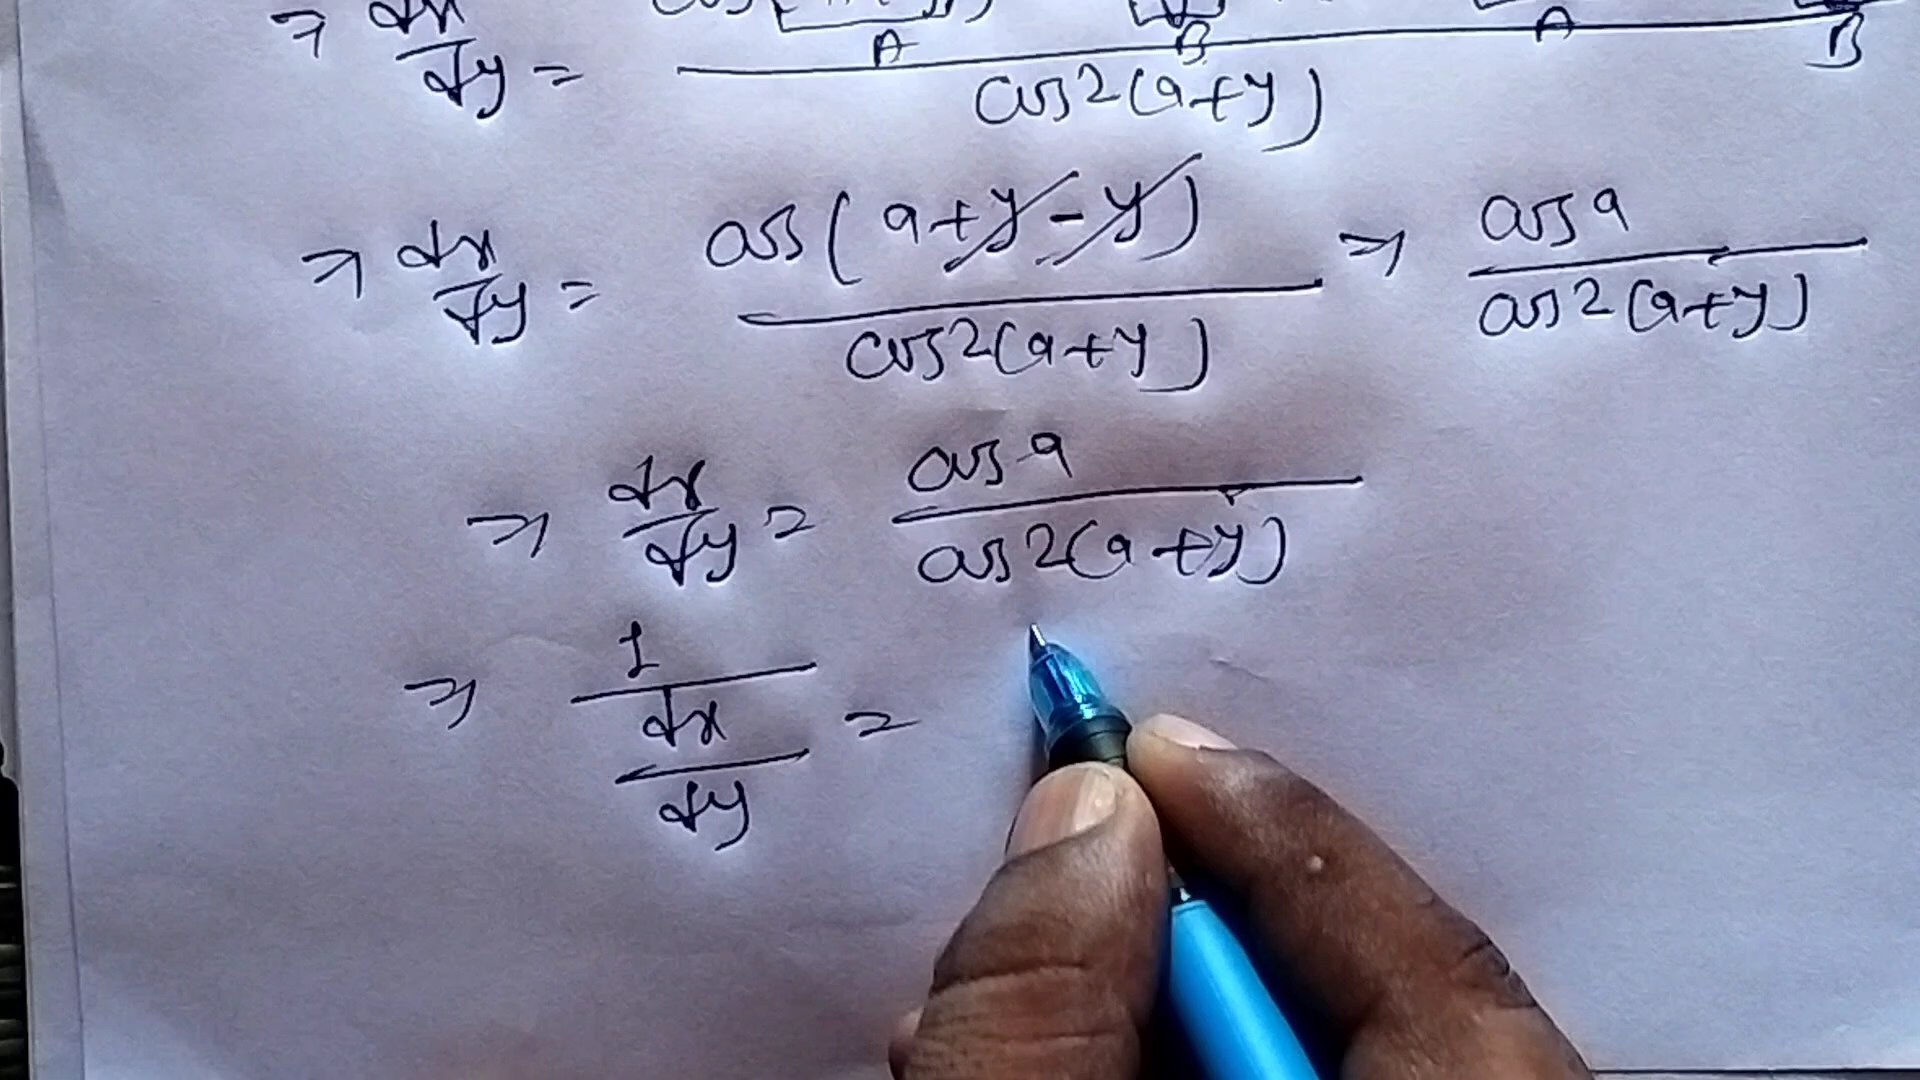 ⇒ dx/dy =
A B A B
cos2(a+y)
⇒ dx/dy = cos(a+y-y)/cos2(a+y) ⇒ cos a/cos2(a+y)
⇒ dx/dy = cos a/cos2(a+y)
⇒ 1/dx/dy =